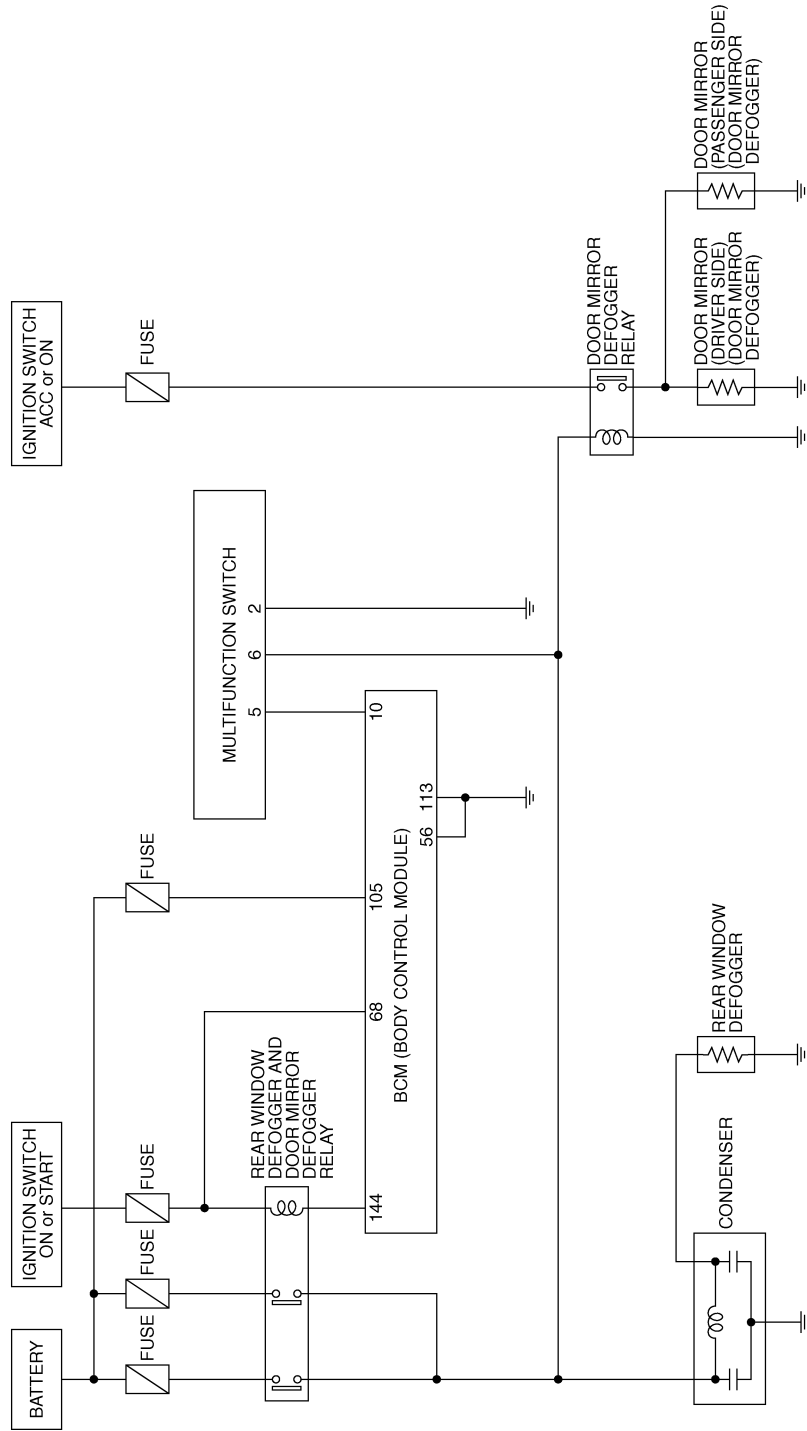 BATTERY
IGNITION SWITCH
ON or START
IGNITION SWITCH
ACC or ON
FUSE
FUSE
FUSE
FUSE
FUSE
MULTIFUNCTION SWITCH
5
6
2
REAR WINDOW
DEFOGGER AND
DOOR MIRROR
DEFOGGER
RELAY
144
68
105
10
BCM (BODY CONTROL MODULE)
56
113
DOOR MIRROR
DEFOGGER
RELAY
CONDENSER
REAR WINDOW
DEFOGGER
DOOR MIRROR
(DRIVER SIDE)
(DOOR MIRROR
DEFOGGER)
DOOR MIRROR
(PASSENGER SIDE)
(DOOR MIRROR
DEFOGGER)